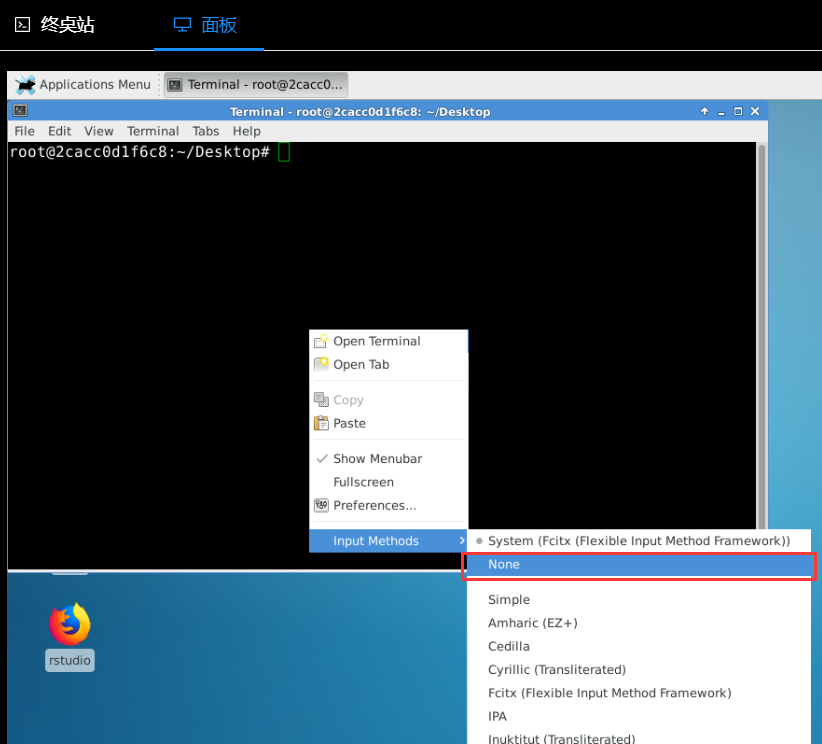 终桌站
面板
Applications Menu
Terminal - root@2cacc0...
Terminal - root@2cacc0d1f6c8: ~/Desktop
File Edit View Terminal Tabs Help
root@2cacc0d1f6c8:~/Desktop#
Open Terminal
Open Tab
Copy
Paste
Show Menubar
Fullscreen
Preferences...
Input Methods
System (Fcitx (Flexible Input Method Framework))
None
Simple
Amharic (EZ+)
Cedilla
Cyrillic (Transliterated)
Fcitx (Flexible Input Method Framework)
IPA
Inuktitut (Transliterated)
rstudio